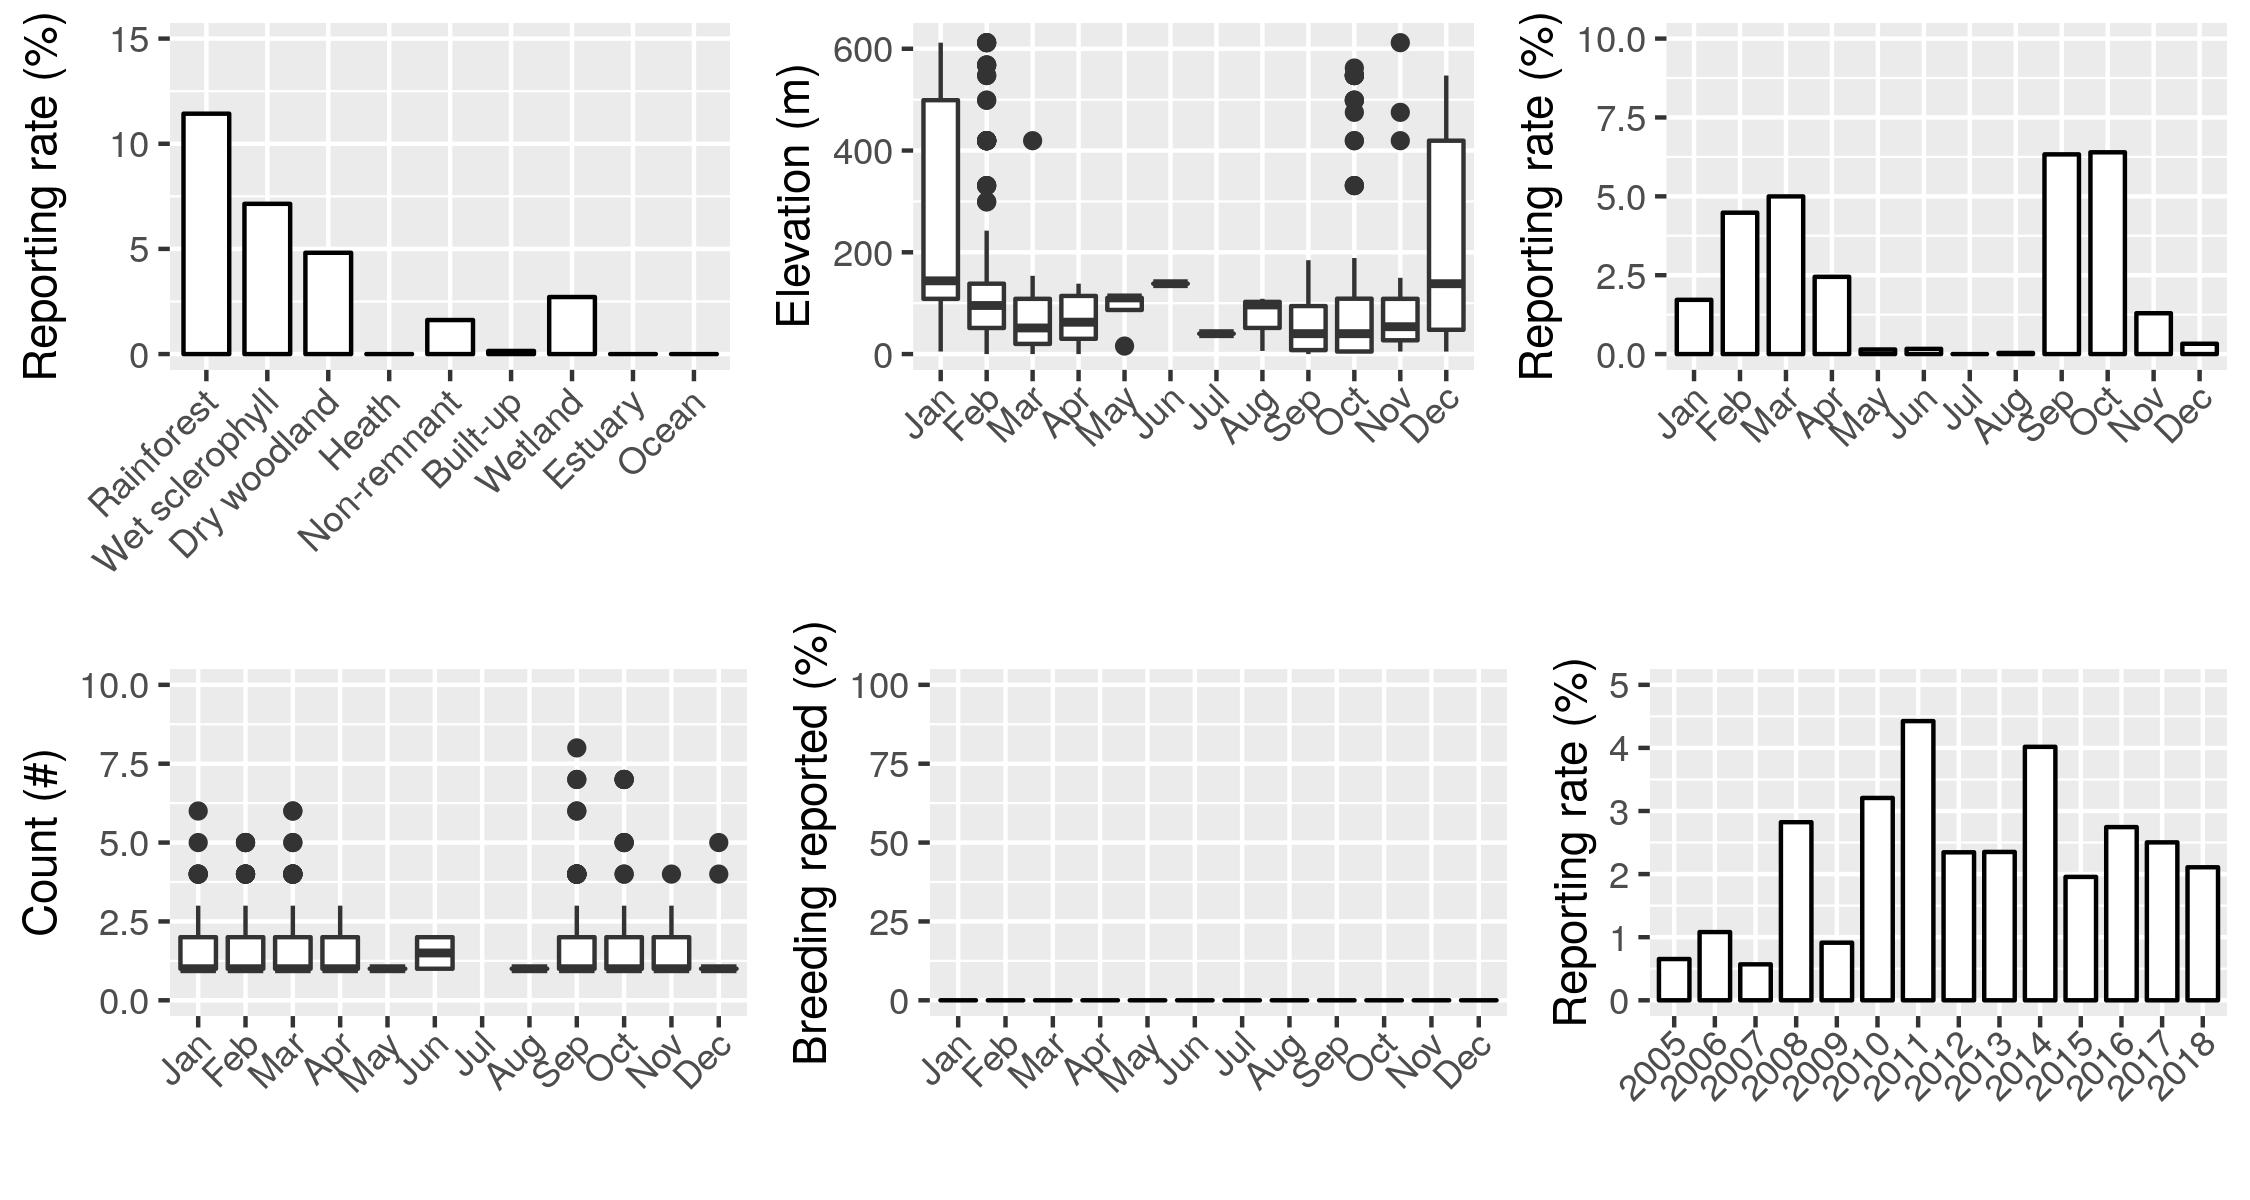 Reporting rate (%)
15
10
5
0
Rainforest
Wet sclerophyll
Dry woodland
Heath
Non-remnant
Built-up
Wetland
Estuary
Ocean
Elevation (m)
600
400
200
0
Jan
Feb
Mar
Apr
May
Jun
Jul
Aug
Sep
Oct
Nov
Dec
Reporting rate (%)
10.0
7.5
5.0
2.5
0.0
Jan
Feb
Mar
Apr
May
Jun
Jul
Aug
Sep
Oct
Nov
Dec
Count (#)
10.0
7.5
5.0
2.5
0.0
Jan
Feb
Mar
Apr
May
Jun
Jul
Aug
Sep
Oct
Nov
Dec
Breeding reported (%)
100
75
50
25
0
Jan
Feb
Mar
Apr
May
Jun
Jul
Aug
Sep
Oct
Nov
Dec
Reporting rate (%)
5
4
3
2
1
0
2005
2006
2007
2008
2009
2010
2011
2012
2013
2014
2015
2016
2017
2018